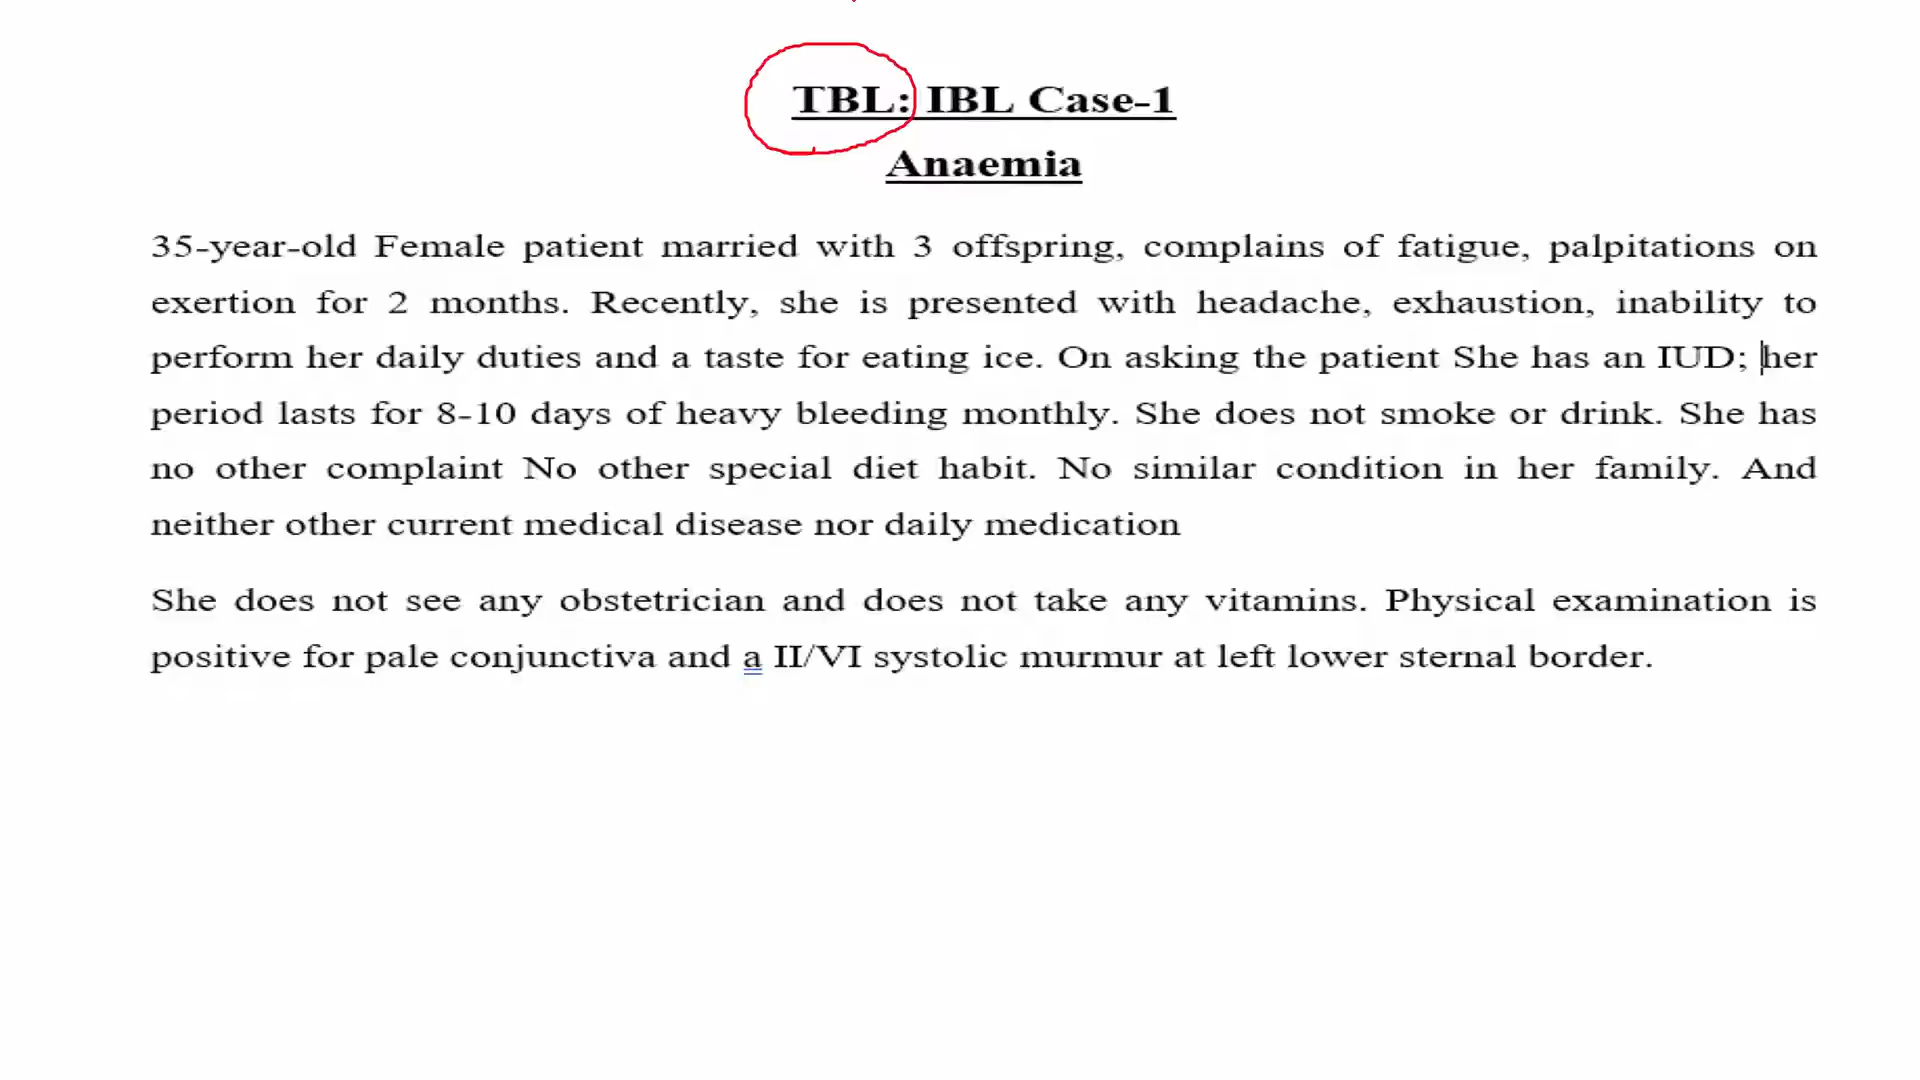 TBL: IBL Case-1
Anaemia
35-year-old Female patient married with 3 offspring, complains of fatigue, palpitations on
exertion for 2 months. Recently, she is presented with headache, exhaustion, inability to
perform her daily duties and a taste for eating ice. On asking the patient She has an IUD; her
period lasts for 8-10 days of heavy bleeding monthly. She does not smoke or drink. She has
no other complaint No other special diet habit. No similar condition in her family. And
neither other current medical disease nor daily medication
She does not see any obstetrician and does not take any vitamins. Physical examination is
positive for pale conjunctiva and a II/VI systolic murmur at left lower sternal border.